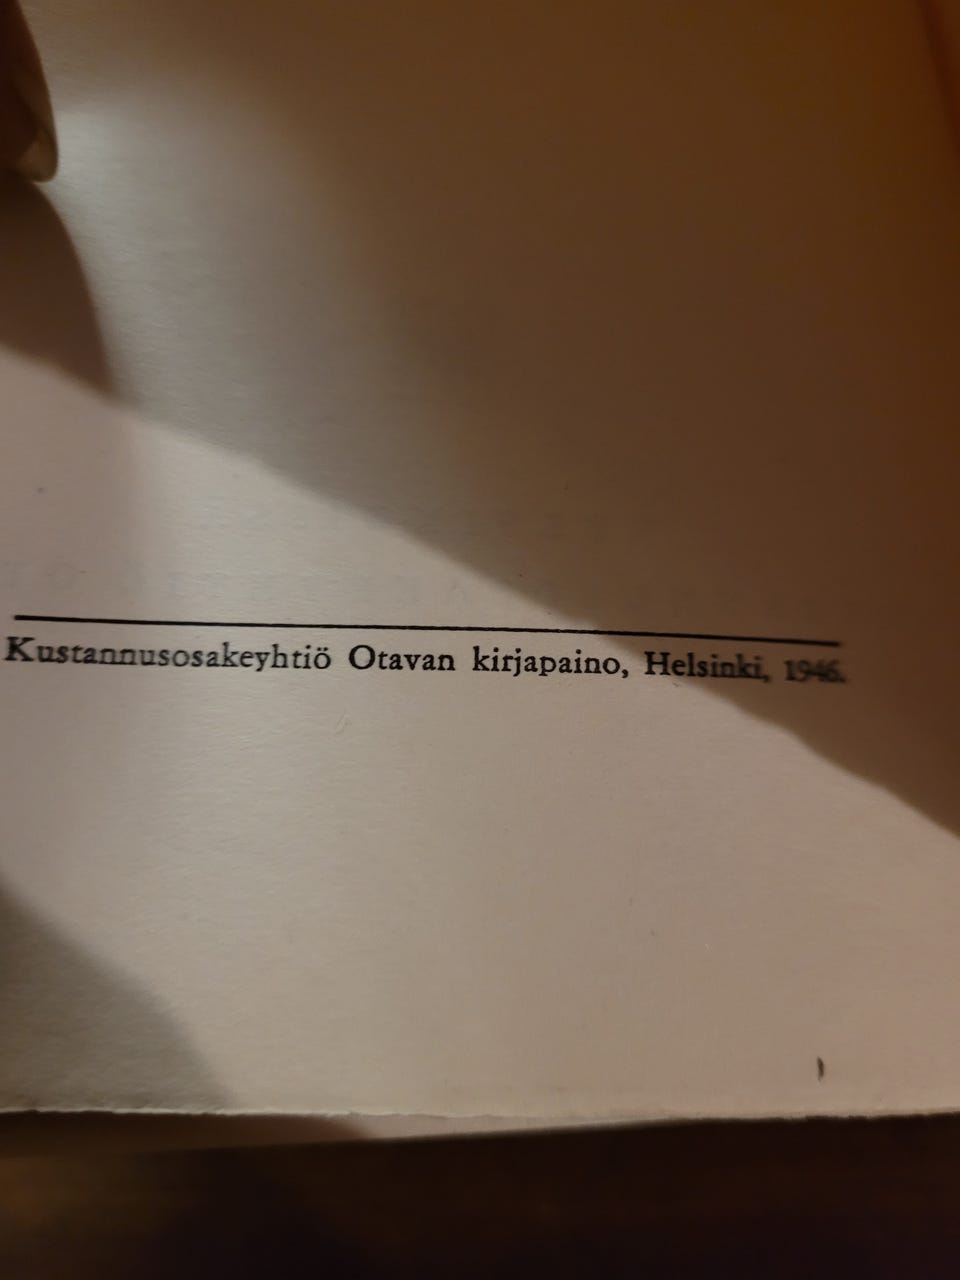 Kustannusosakeyhtiö Otavan kirjapaino, Helsinki, 1946.